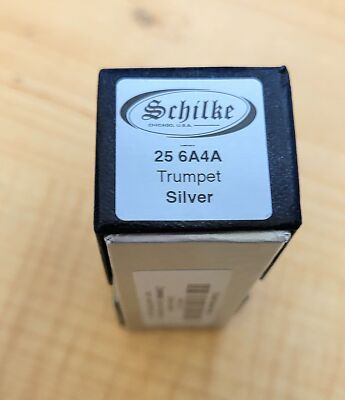 Schilke
CHICAGO, U.S.A.
25 6A4A
Trumpet
Silver